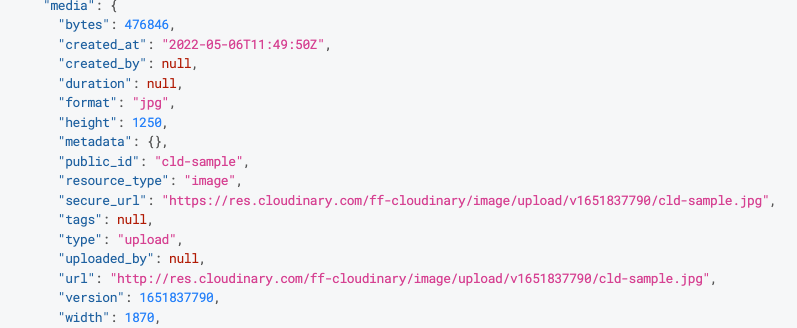 "media": {
"bytes": 476846,
"created_at": "2022-05-06T11:49:50Z",
"created_by": null,
"duration": null,
"format": "jpg",
"height": 1250,
"metadata": {},
"public_id": "cld-sample",
"resource_type": "image",
"secure_url": "https://res.cloudinary.com/ff-cloudinary/image/upload/v1651837790/cld-sample.jpg",
"tags": null,
"type": "upload",
"uploaded_by": null,
"url": "http://res.cloudinary.com/ff-cloudinary/image/upload/v1651837790/cld-sample.jpg",
"version": 1651837790,
"width": 1870,